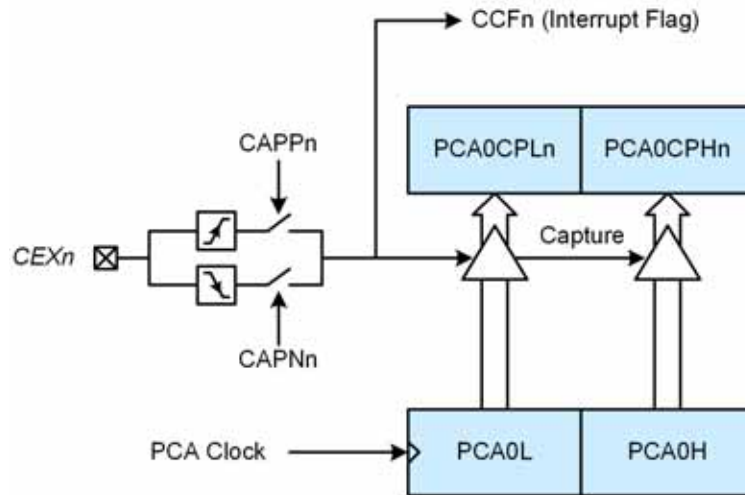 CCFn (Interrupt Flag)
PCA0CPLn PCA0CPHn
CAPPn
Capture
CEXn
CAPNn
PCA Clock
PCA0L PCA0H